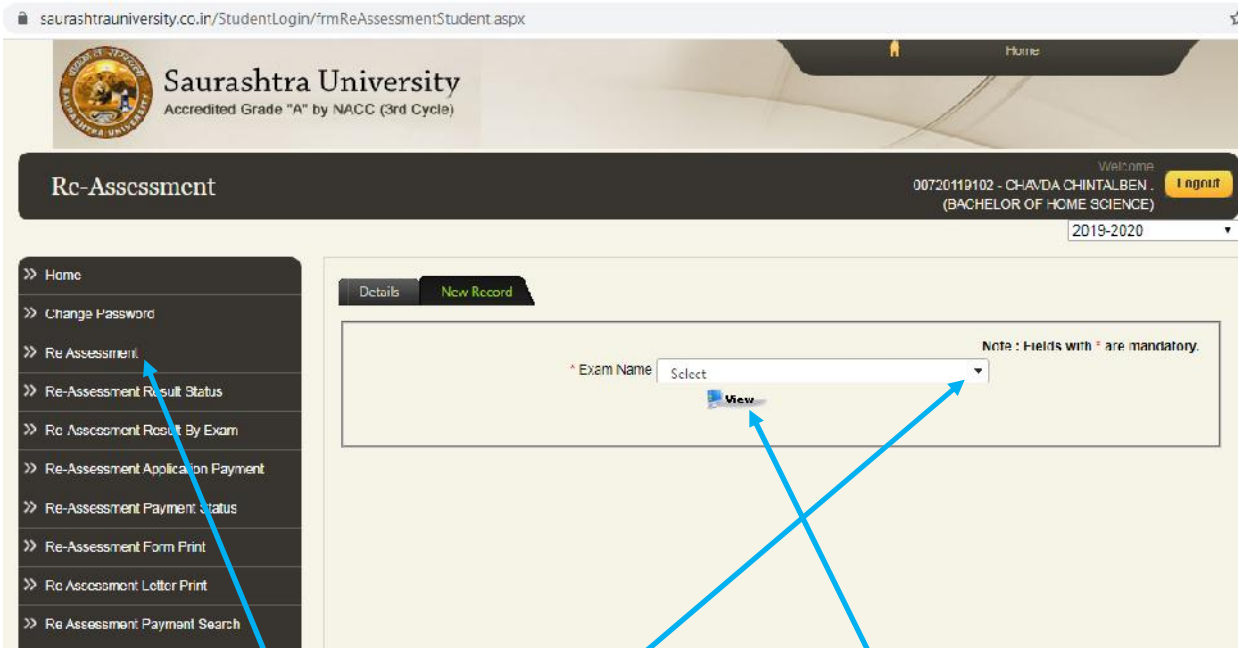 saurashtrauniversity.co.in/StudentLogin/frmReAssessmentStudent.aspx
Home
Saurashtra University
Accredited Grade "A" by NACC (3rd Cycle)
Re-Assessment
Welcome
00720119102 - CHAVDA CHINTALBEN .
(BACHELOR OF HOME SCIENCE)
Logout
2019-2020
Home
Change Password
Re Assessment
Re-Assessment Result Status
Re-Assessment Result By Exam
Re-Assessment Application Payment
Re-Assessment Payment Status
Re-Assessment Form Print
Re Assessment Letter Print
Re Assessment Payment Search
Details
New Record
Note : Fields with * are mandatory.
* Exam Name
Select
View